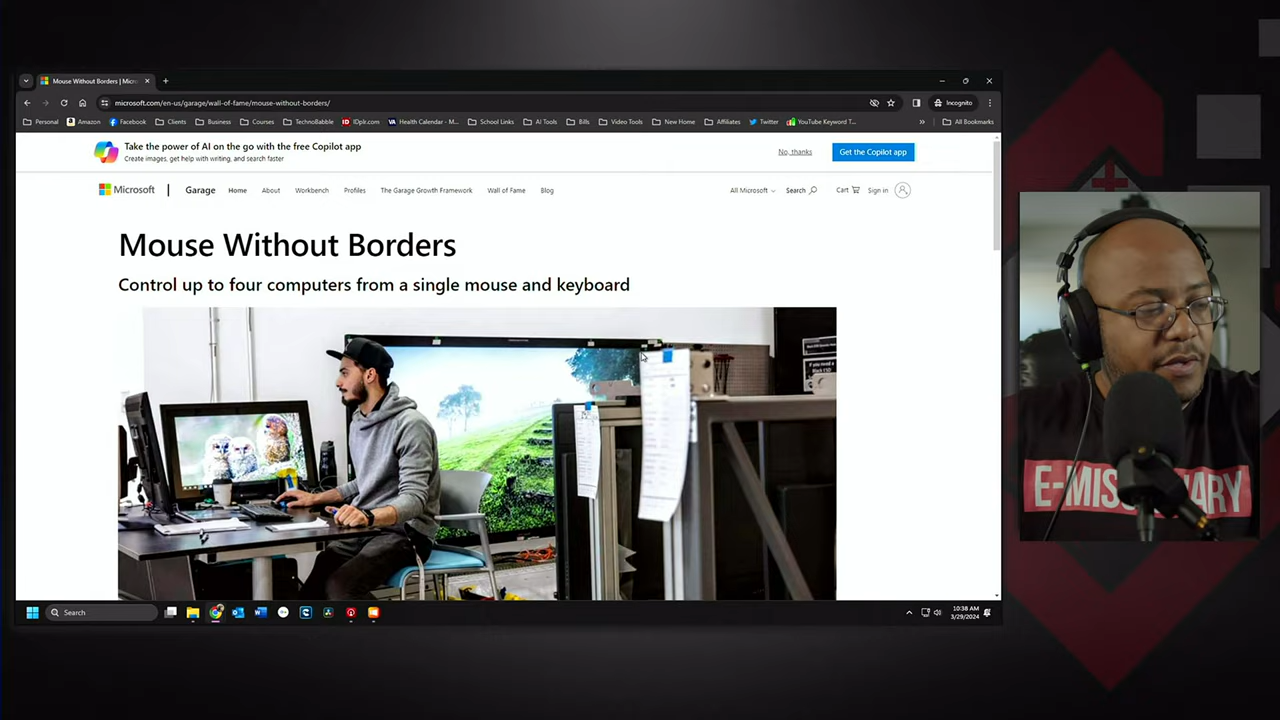 Mouse Without Borders | Micr
microsoft.com/en-us/garage/wall-of-fame/mouse-without-borders/
Incognito
Personal Amazon Facebook Clients Business Courses TechnoBabble IDplr.com Health Calendar - M... School Links AI Tools Bills Video Tools New Home Affiliates Twitter YouTube Keyword T... » All Bookmarks
Take the power of AI on the go with the free Copilot app
Create images, get help with writing, and search faster
No, thanks
Get the Copilot app
Microsoft | Garage Home About Workbench Profiles The Garage Growth Framework Wall of Fame Blog All Microsoft Search Cart Sign in
Mouse Without Borders
Control up to four computers from a single mouse and keyboard
Search
10:38 AM
3/29/2024